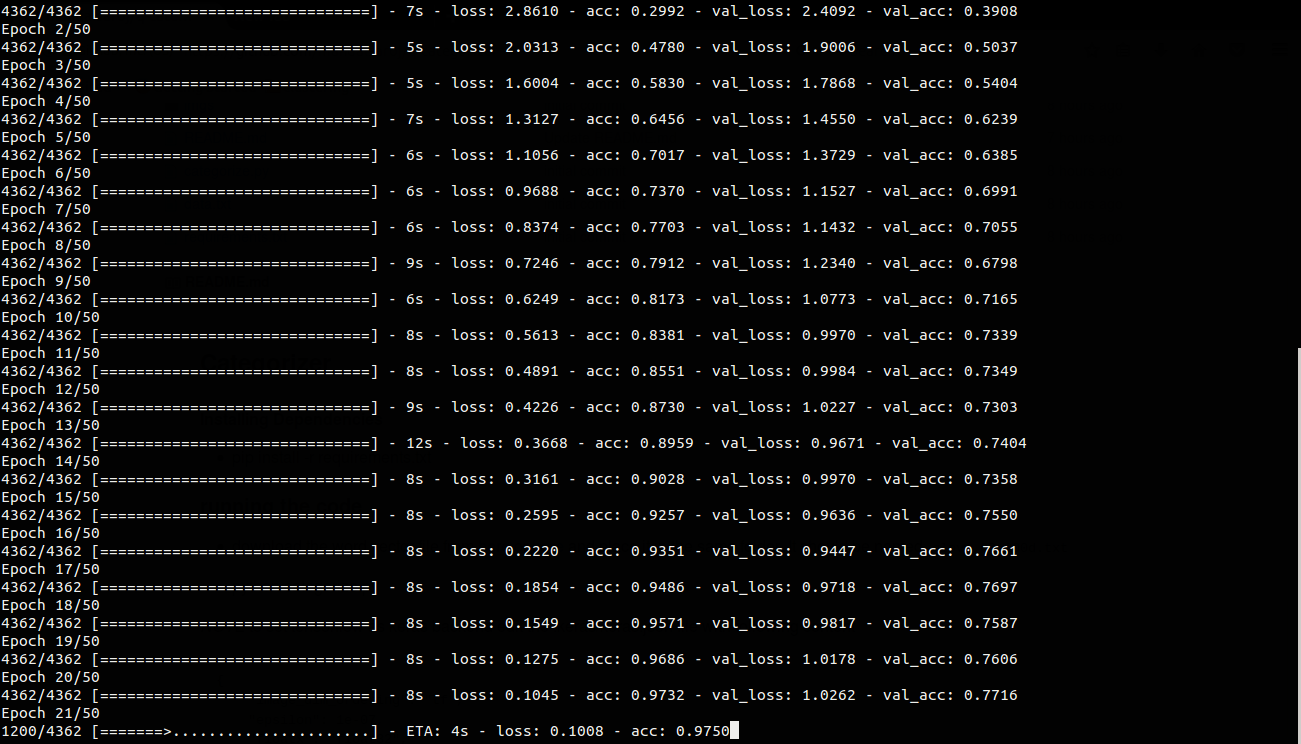 4362/4362 [==============================] - 7s - loss: 2.8610 - acc: 0.2992 - val_loss: 2.4092 - val_acc: 0.3908
Epoch 2/50
4362/4362 [==============================] - 5s - loss: 2.0313 - acc: 0.4780 - val_loss: 1.9006 - val_acc: 0.5037
Epoch 3/50
4362/4362 [==============================] - 5s - loss: 1.6004 - acc: 0.5830 - val_loss: 1.7868 - val_acc: 0.5404
Epoch 4/50
4362/4362 [==============================] - 7s - loss: 1.3127 - acc: 0.6456 - val_loss: 1.4550 - val_acc: 0.6239
Epoch 5/50
4362/4362 [==============================] - 6s - loss: 1.1056 - acc: 0.7017 - val_loss: 1.3729 - val_acc: 0.6385
Epoch 6/50
4362/4362 [==============================] - 6s - loss: 0.9688 - acc: 0.7370 - val_loss: 1.1527 - val_acc: 0.6991
Epoch 7/50
4362/4362 [==============================] - 6s - loss: 0.8374 - acc: 0.7703 - val_loss: 1.1432 - val_acc: 0.7055
Epoch 8/50
4362/4362 [==============================] - 9s - loss: 0.7246 - acc: 0.7912 - val_loss: 1.2340 - val_acc: 0.6798
Epoch 9/50
4362/4362 [==============================] - 6s - loss: 0.6249 - acc: 0.8173 - val_loss: 1.0773 - val_acc: 0.7165
Epoch 10/50
4362/4362 [==============================] - 8s - loss: 0.5613 - acc: 0.8381 - val_loss: 0.9970 - val_acc: 0.7339
Epoch 11/50
4362/4362 [==============================] - 8s - loss: 0.4891 - acc: 0.8551 - val_loss: 0.9984 - val_acc: 0.7349
Epoch 12/50
4362/4362 [==============================] - 9s - loss: 0.4226 - acc: 0.8730 - val_loss: 1.0227 - val_acc: 0.7303
Epoch 13/50
4362/4362 [==============================] - 12s - loss: 0.3668 - acc: 0.8959 - val_loss: 0.9671 - val_acc: 0.7404
Epoch 14/50
4362/4362 [==============================] - 8s - loss: 0.3161 - acc: 0.9028 - val_loss: 0.9970 - val_acc: 0.7358
Epoch 15/50
4362/4362 [==============================] - 8s - loss: 0.2595 - acc: 0.9257 - val_loss: 0.9636 - val_acc: 0.7550
Epoch 16/50
4362/4362 [==============================] - 8s - loss: 0.2220 - acc: 0.9351 - val_loss: 0.9447 - val_acc: 0.7661
Epoch 17/50
4362/4362 [==============================] - 8s - loss: 0.1854 - acc: 0.9486 - val_loss: 0.9718 - val_acc: 0.7697
Epoch 18/50
4362/4362 [==============================] - 8s - loss: 0.1549 - acc: 0.9571 - val_loss: 0.9817 - val_acc: 0.7587
Epoch 19/50
4362/4362 [==============================] - 8s - loss: 0.1275 - acc: 0.9686 - val_loss: 1.0178 - val_acc: 0.7606
Epoch 20/50
4362/4362 [==============================] - 8s - loss: 0.1045 - acc: 0.9732 - val_loss: 1.0262 - val_acc: 0.7716
Epoch 21/50
1200/4362 [=======>......................] - ETA: 4s - loss: 0.1008 - acc: 0.9750